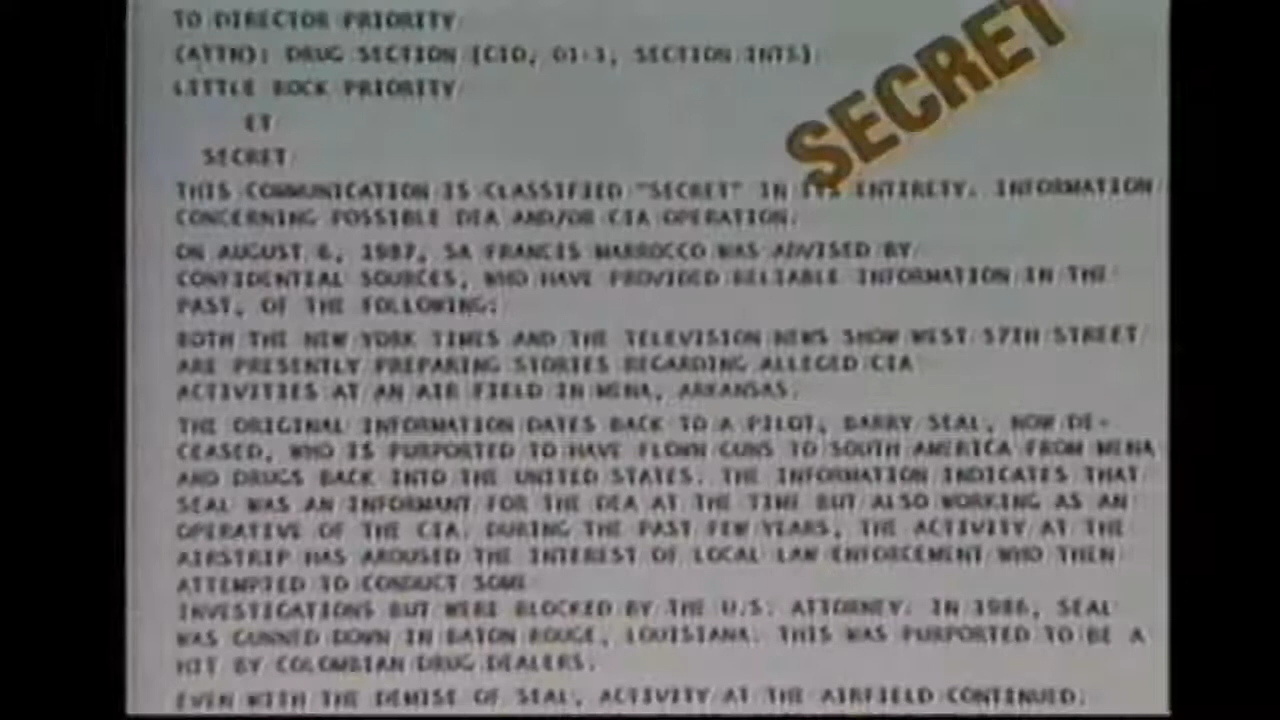 TO DIRECTOR PRIORITY
(ATTN): DRUG SECTION (CID, 01-1, SECTION INTS)
LITTLE ROCK PRIORITY
ET
SECRET
SECRET
THIS COMMUNICATION IS CLASSIFIED "SECRET" IN ITS ENTIRETY. INFORMATION
CONCERNING POSSIBLE DEA AND/OR CIA OPERATION.
ON AUGUST 6, 1987, SA FRANCIS MARROCCO WAS ADVISED BY
CONFIDENTIAL SOURCES, WHO HAVE PROVIDED RELIABLE INFORMATION IN THE
PAST, OF THE FOLLOWING:
BOTH THE NEW YORK TIMES AND THE TELEVISION NEWS SHOW WEST 57TH STREET
ARE PRESENTLY PREPARING STORIES REGARDING ALLEGED CIA
ACTIVITIES AT AN AIR FIELD IN MENA, ARKANSAS.
THE ORIGINAL INFORMATION DATES BACK TO A PILOT, BARRY SEAL, NOW DE-
CEASED, WHO IS PURPORTED TO HAVE FLOWN GUNS TO SOUTH AMERICA FROM MENA
AND DRUGS BACK INTO THE UNITED STATES. THE INFORMATION INDICATES THAT
SEAL WAS AN INFORMANT FOR THE DEA AT THE TIME BUT ALSO WORKING AS AN
OPERATIVE OF THE CIA. DURING THE PAST FEW YEARS, THE ACTIVITY AT THE
AIRSTRIP HAS AROUSED THE INTEREST OF LOCAL LAW ENFORCEMENT WHO THEN
ATTEMPTED TO CONDUCT SOME
INVESTIGATIONS BUT WERE BLOCKED BY THE U.S. ATTORNEY. IN 1986, SEAL
WAS GUNNED DOWN IN BATON ROUGE, LOUISIANA. THIS WAS PURPORTED TO BE A
HIT BY COLOMBIAN DRUG DEALERS.
EVEN WITH THE DEMISE OF SEAL, ACTIVITY AT THE AIRFIELD CONTINUED.